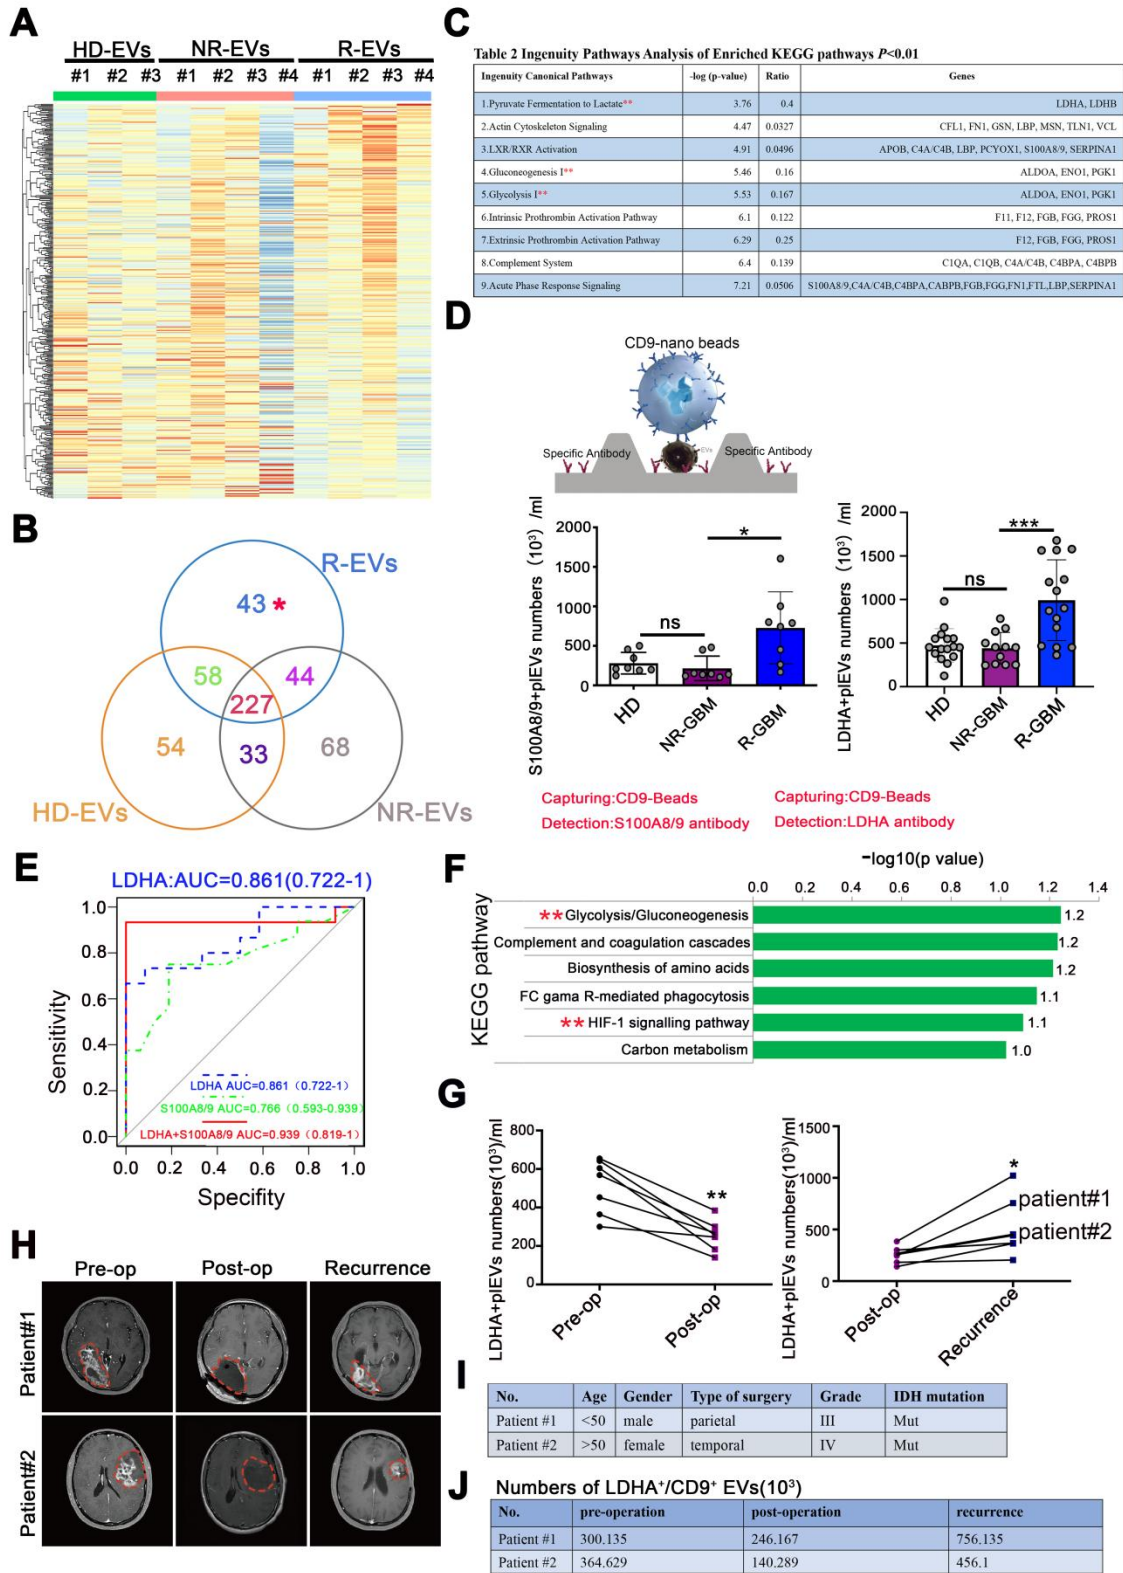 A
HD-EVs NR-EVs R-EVs
#1 #2 #3 #1 #2 #3 #4 #1 #2 #3 #4
B
R-EVs
43 *
58 44
227
54 33 68
HD-EVs
NR-EVs
C
Table 2 Ingenuity Pathways Analysis of Enriched KEGG pathways P<0.01
Ingenuity Canonical Pathways -log (p-value) Ratio Genes
1.Pyruvate Fermentation to Lactate** 3.76 0.4 LDHA, LDHB
2.Actin Cytoskeleton Signaling 4.47 0.0327 CFL1, FN1, GSN, LBP, MSN, TLN1, VCL
3.LXR/RXR Activation 4.91 0.0496 APOB, C4A/C4B, LBP, PCYOX1, S100A8/9, SERPINA1
4.Gluconeogenesis I** 5.46 0.16 ALDOA, ENO1, PGK1
5.Glycolysis I** 5.53 0.167 ALDOA, ENO1, PGK1
6.Intrinsic Prothrombin Activation Pathway 6.1 0.122 F11, F12, FGB, FGG, PROS1
7.Extrinsic Prothrombin Activation Pathway 6.29 0.25 F12, FGB, FGG, PROS1
8.Complement System 6.4 0.139 C1QA, C1QB, C4A/C4B, C4BPA, C4BPB
9.Acute Phase Response Signaling 7.21 0.0506 S100A8/9,C4A/C4B,C4BPA,CABPB,FGB,FGG,FN1,FTL,LBP,SERPINA1
D
CD9-nano beads
Specific Antibody EVs Specific Antibody
S100A8/9+plEVs numbers (10³) /ml
2000
1500
1000
500
0
ns
*
HD NR-GBM R-GBM
Capturing:CD9-Beads
Detection:S100A8/9 antibody
LDHA+plEVs numbers (10³) /ml
2000
1500
1000
500
0
ns
***
HD NR-GBM R-GBM
Capturing:CD9-Beads
Detection:LDHA antibody
E
LDHA:AUC=0.861(0.722-1)
Sensitivity
1.0
0.8
0.6
0.4
0.2
0.0
LDHA AUC=0.861 (0.722-1)
S100A8/9 AUC=0.766 (0.593-0.939)
LDHA+S100A8/9 AUC=0.939 (0.819-1)
0.0 0.2 0.4 0.6 0.8 1.0
Specifity
F
−log10(p value)
0.0 0.2 0.4 0.6 0.8 1.0 1.2 1.4
KEGG pathway
**Glycolysis/Gluconeogenesis 1.2
Complement and coagulation cascades 1.2
Biosynthesis of amino acids 1.2
FC gama R-mediated phagocytosis 1.1
** HIF-1 signalling pathway 1.1
Carbon metabolism 1.0
G
LDHA+plEVs numbers(10³)/ml
800
600
400
200
0
**
Pre-op Post-op
LDHA+plEVs numbers(10³)/ml
1500
1000
500
0
*
patient#1
patient#2
Post-op Recurrence
H
Pre-op Post-op Recurrence
Patient#1
Patient#2
I
No. Age Gender Type of surgery Grade IDH mutation
Patient #1 <50 male parietal III Mut
Patient #2 >50 female temporal IV Mut
J
Numbers of LDHA⁺/CD9⁺ EVs(10³)
No. pre-operation post-operation recurrence
Patient #1 300.135 246.167 756.135
Patient #2 364.629 140.289 456.1